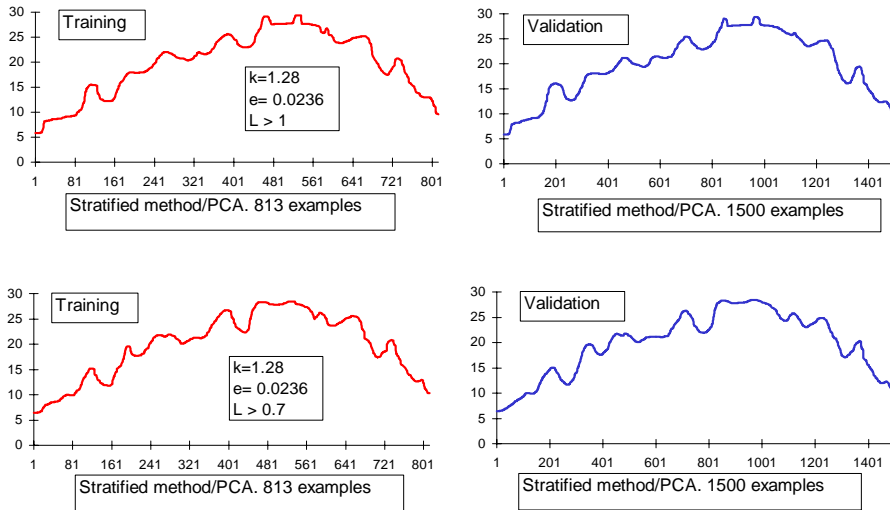 Training
30
25
20
15
10
5
0
k=1.28
e= 0.0236
L > 1
1 81 161 241 321 401 481 561 641 721 801
Stratified method/PCA. 813 examples
Validation
30
25
20
15
10
5
0
1 201 401 601 801 1001 1201 1401
Stratified method/PCA. 1500 examples
Training
30
25
20
15
10
5
0
k=1.28
e= 0.0236
L > 0.7
1 81 161 241 321 401 481 561 641 721 801
Stratified method/PCA. 813 examples
Validation
30
25
20
15
10
5
0
1 201 401 601 801 1001 1201 1401
Stratified method/PCA. 1500 examples